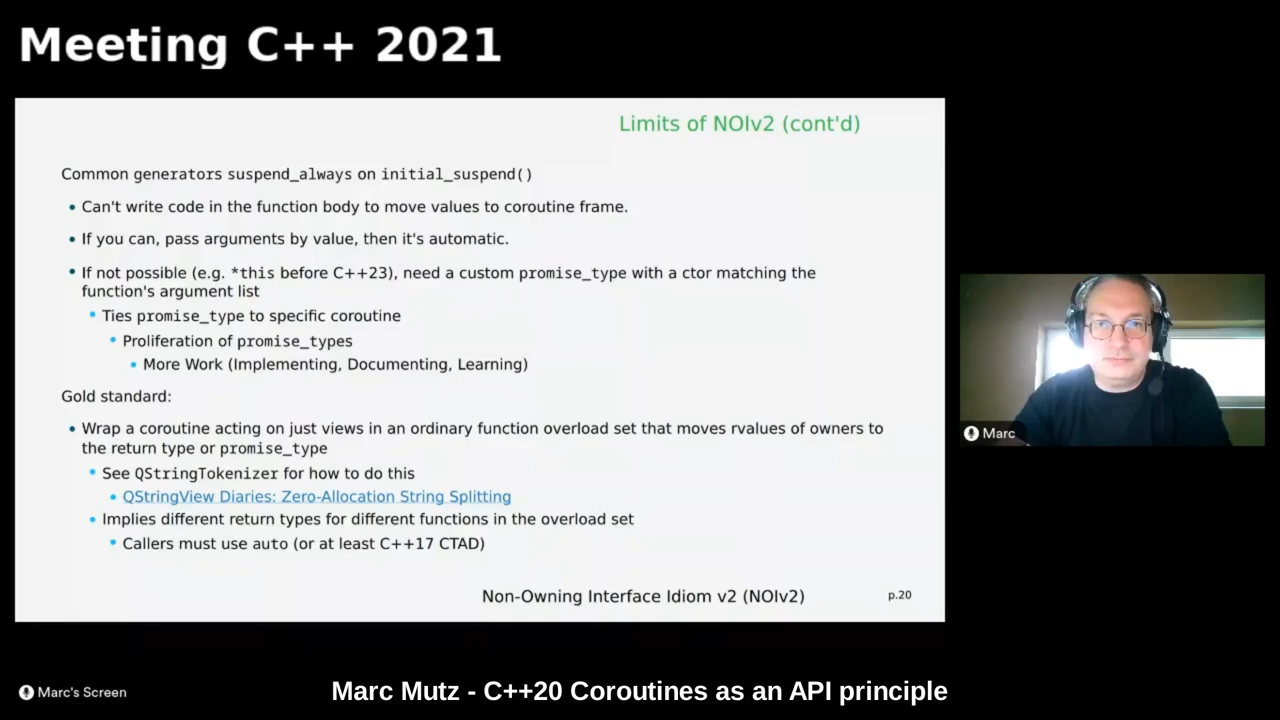 Meeting C++ 2021
Limits of NOIv2 (cont'd)
Common generators suspend_always on initial_suspend()
• Can't write code in the function body to move values to coroutine frame.
• If you can, pass arguments by value, then it's automatic.
• If not possible (e.g. *this before C++23), need a custom promise_type with a ctor matching the
function's argument list
• Ties promise_type to specific coroutine
• Proliferation of promise_types
• More Work (Implementing, Documenting, Learning)
Gold standard:
• Wrap a coroutine acting on just views in an ordinary function overload set that moves rvalues of owners to
the return type or promise_type
• See QStringTokenizer for how to do this
• QStringView Diaries: Zero-Allocation String Splitting
• Implies different return types for different functions in the overload set
• Callers must use auto (or at least C++17 CTAD)
Non-Owning Interface Idiom v2 (NOIv2)
p.20
Marc
Marc's Screen
Marc Mutz - C++20 Coroutines as an API principle